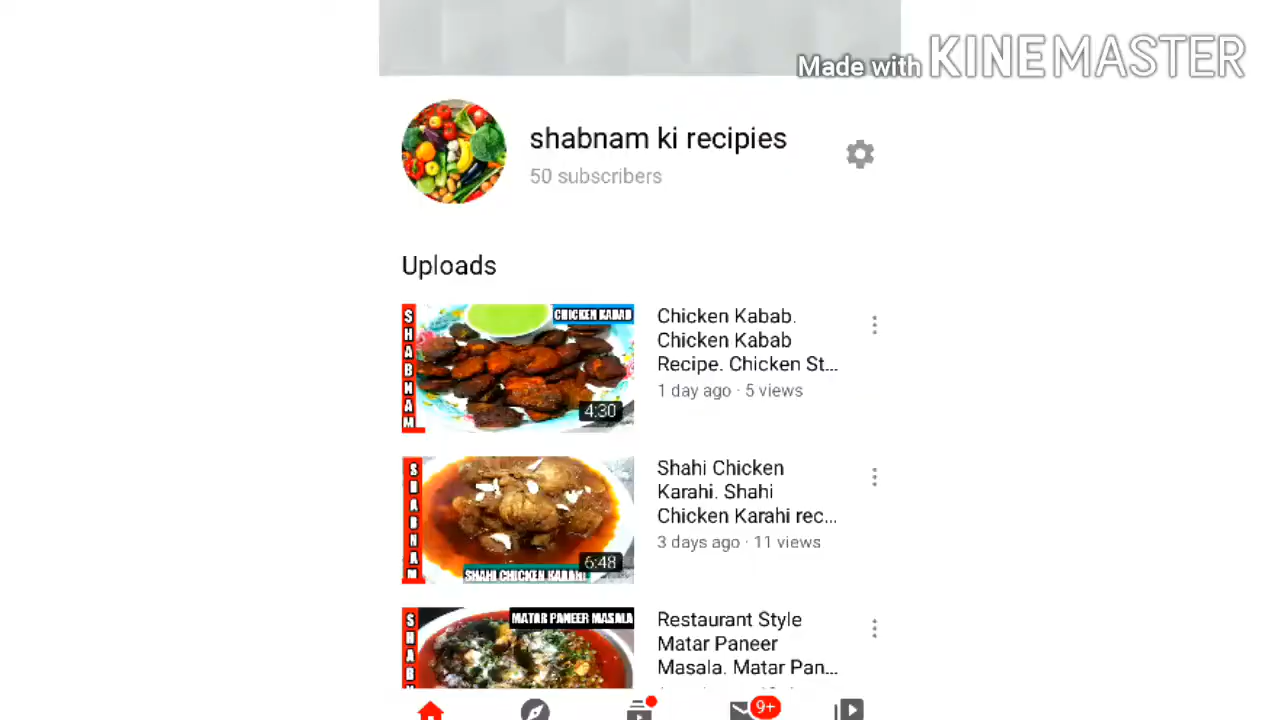 Made with KINEMASTER
shabnam ki recipies
50 subscribers
Uploads
SHABNAM
CHICKEN KABAB
4:30
Chicken Kabab.
Chicken Kabab
Recipe. Chicken St...
1 day ago · 5 views
SHABNAM
SHAHI CHICKEN KARAHI
6:48
Shahi Chicken
Karahi. Shahi
Chicken Karahi rec...
3 days ago · 11 views
SHAB
MATAR PANEER MASALA
Restaurant Style
Matar Paneer
Masala. Matar Pan...
9+